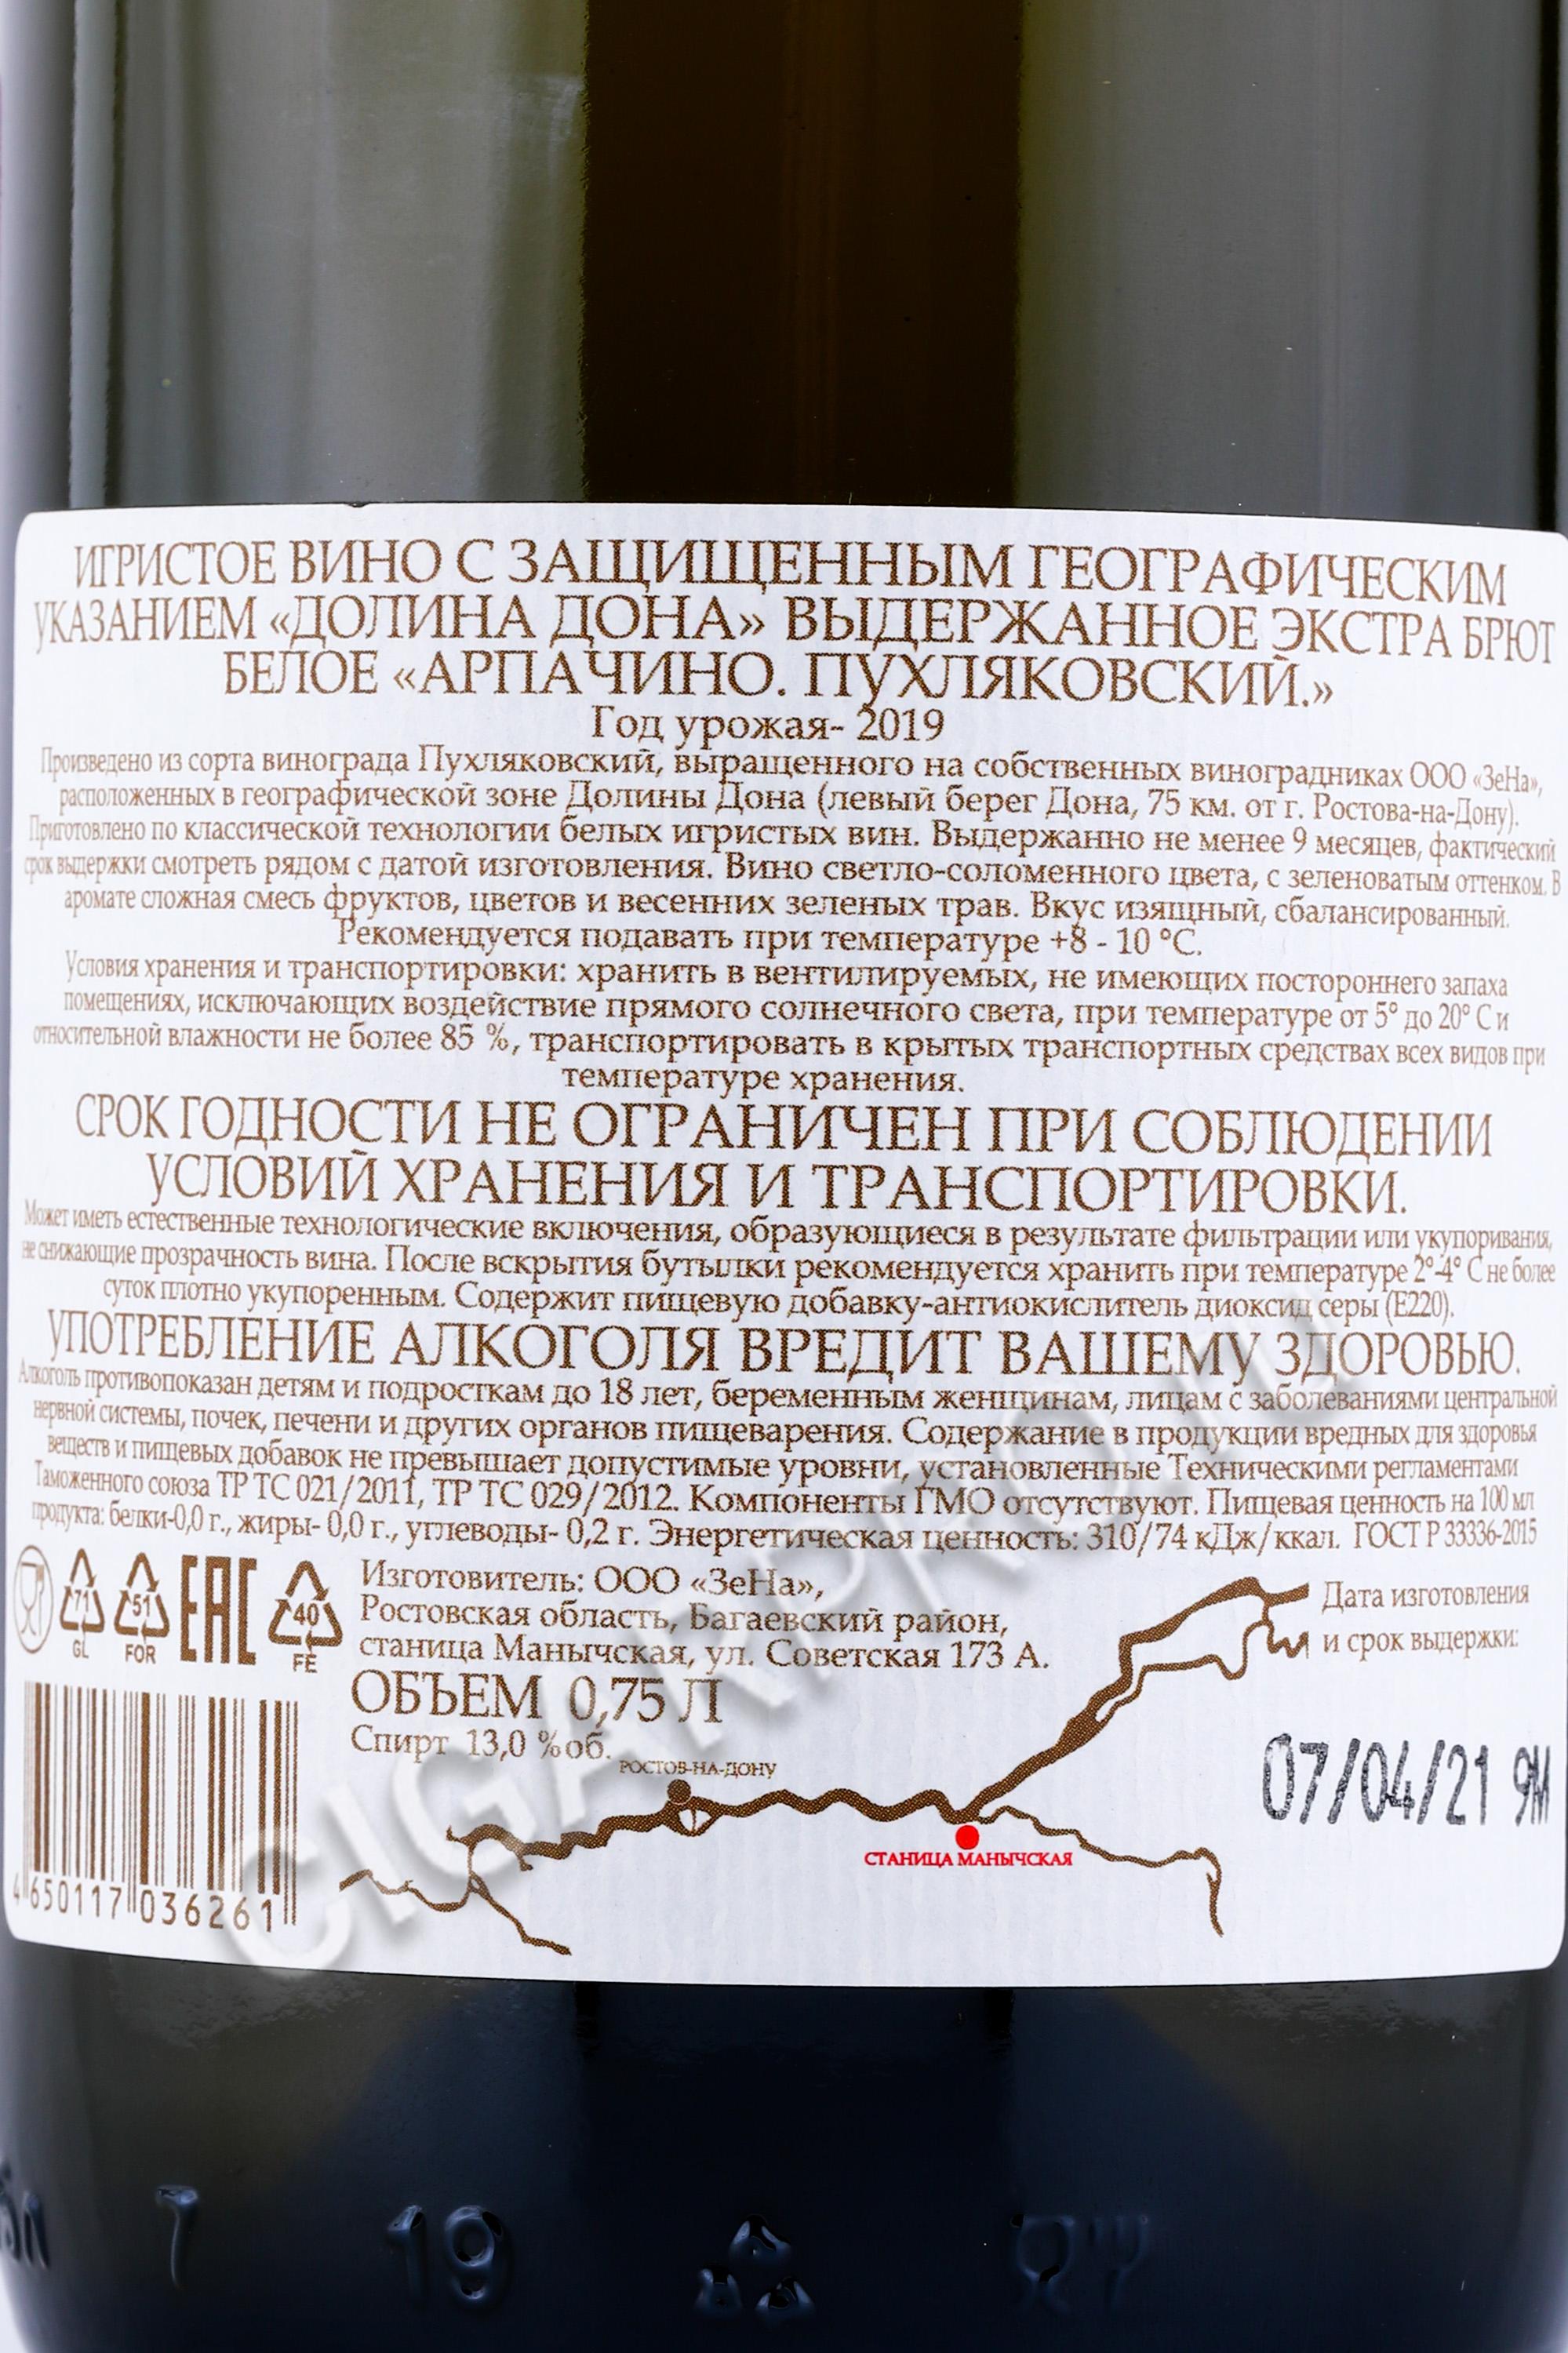 ИГРИСТОЕ ВИНО С ЗАЩИЩЕННЫМ ГЕОГРАФИЧЕСКИМ
УКАЗАНИЕМ «ДОЛИНА ДОНА» ВЫДЕРЖАННОЕ ЭКСТРА БРЮТ
БЕЛОЕ «АРПАЧИНО. ПУХЛЯКОВСКИЙ.»
Год урожая- 2019
Произведено из сорта винограда Пухляковский, выращенного на собственных виноградниках ООО «ЗеНа»,
расположенных в географической зоне Долины Дона (левый берег Дона, 75 км. от г. Ростова-на-Дону).
Приготовлено по классической технологии белых игристых вин. Выдержанно не менее 9 месяцев, фактический
срок выдержки смотреть рядом с датой изготовления. Вино светло-соломенного цвета, с зеленоватым оттенком. В
аромате сложная смесь фруктов, цветов и весенних зеленых трав. Вкус изящный, сбалансированный.
Рекомендуется подавать при температуре +8 - 10 °С.
Условия хранения и транспортировки: хранить в вентилируемых, не имеющих постороннего запаха
помещениях, исключающих воздействие прямого солнечного света, при температуре от 5° до 20° С и
относительной влажности не более 85 %, транспортировать в крытых транспортных средствах всех видов при
температуре хранения.
СРОК ГОДНОСТИ НЕ ОГРАНИЧЕН ПРИ СОБЛЮДЕНИИ
УСЛОВИЙ ХРАНЕНИЯ И ТРАНСПОРТИРОВКИ.
Может иметь естественные технологические включения, образующиеся в результате фильтрации или укупоривания,
не снижающие прозрачность вина. После вскрытия бутылки рекомендуется хранить при температуре 2°-4° С не более
суток плотно укупоренным. Содержит пищевую добавку-антиокислитель диоксид серы (Е220).
УПОТРЕБЛЕНИЕ АЛКОГОЛЯ ВРЕДИТ ВАШЕМУ ЗДОРОВЬЮ.
Алкоголь противопоказан детям и подросткам до 18 лет, беременным женщинам, лицам с заболеваниями центральной
нервной системы, почек, печени и других органов пищеварения. Содержание в продукции вредных для здоровья
веществ и пищевых добавок не превышает допустимые уровни, установленные Техническими регламентами
Таможенного союза ТР ТС 021/2011, ТР ТС 029/2012. Компоненты ГМО отсутствуют. Пищевая ценность на 100 мл
продукта: белки-0,0 г., жиры- 0,0 г., углеводы- 0,2 г. Энергетическая ценность: 310/74 кДж/ккал. ГОСТ Р 33336-2015
71 GL
51 FOR
EAC
40 FE
Изготовитель: ООО «ЗеНа»,
Ростовская область, Багаевский район,
станица Манычская, ул. Советская 173 А.
ОБЪЕМ 0,75 Л
Спирт 13,0 %об.
Дата изготовления
и срок выдержки:
07/04/21 9М
РОСТОВ-НА-ДОНУ
СТАНИЦА МАНЫЧСКАЯ
4 650117 036261
CIGARPRO.RU
7 19